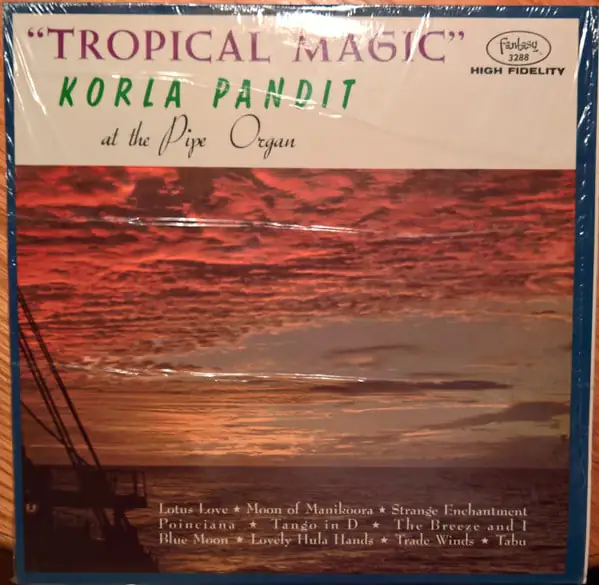 "TROPICAL MAGIC"
Fantasy
3288
HIGH FIDELITY
KORLA PANDIT
at the Pipe Organ
Lotus Love ★ Moon of Manikoora ★ Strange Enchantment
Poinciana ★ Tango in D ★ The Breeze and I
Blue Moon ★ Lovely Hula Hands ★ Trade Winds ★ Tabu